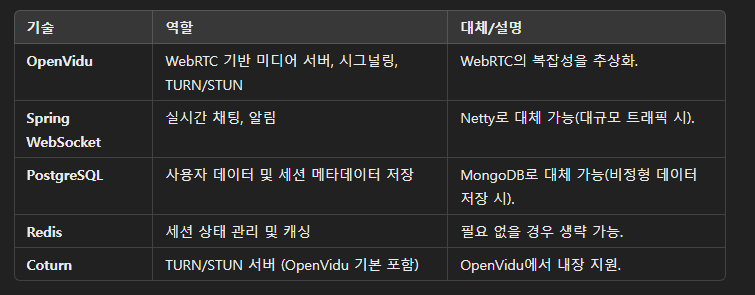 기술 역할 대체/설명
OpenVidu WebRTC 기반 미디어 서버, 시그널링, WebRTC의 복잡성을 추상화.
TURN/STUN
Spring 실시간 채팅, 알림 Netty로 대체 가능(대규모 트래픽 시).
WebSocket
PostgreSQL 사용자 데이터 및 세션 메타데이터 저장 MongoDB로 대체 가능(비정형 데이터
저장 시).
Redis 세션 상태 관리 및 캐싱 필요 없을 경우 생략 가능.
Coturn TURN/STUN 서버 (OpenVidu 기본 포함) OpenVidu에서 내장 지원.